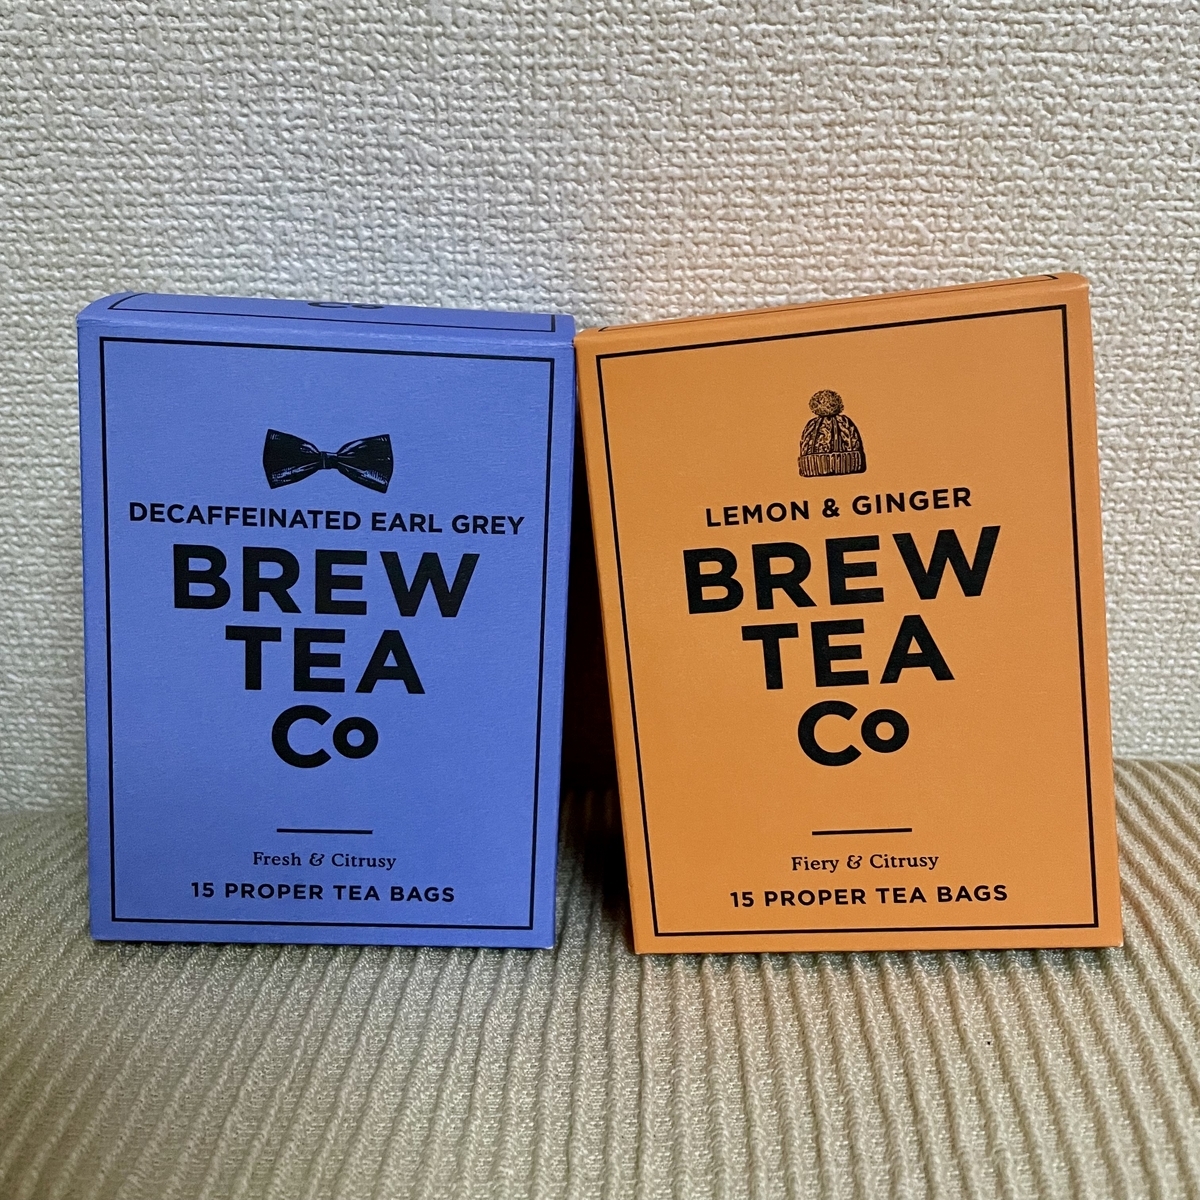 Co
DECAFFEINATED EARL GREY
BREW
TEA
Co
Fresh & Citrusy
15 PROPER TEA BAGS
LEMON & GINGER
BREW
TEA
Co
Fiery & Citrusy
15 PROPER TEA BAGS